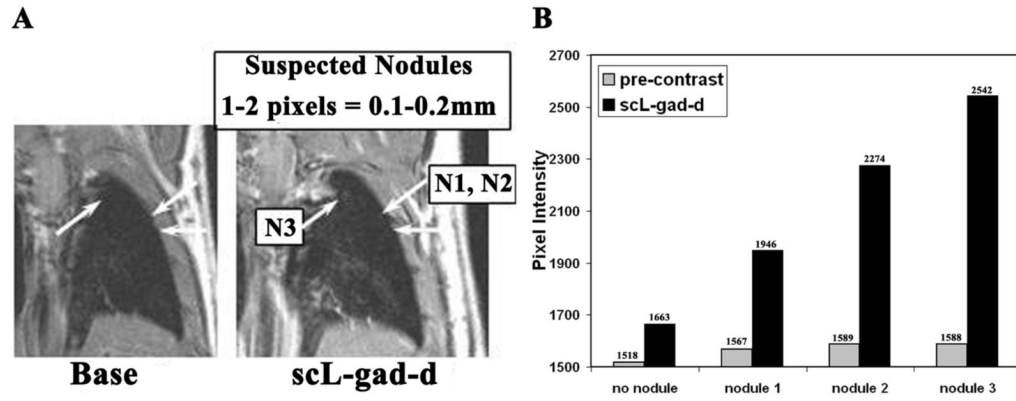 A
Suspected Nodules
1-2 pixels = 0.1-0.2mm
N1, N2
N3
Base
scL-gad-d
B
2700
2500
2300
2100
1900
1700
1500
Pixel Intensity
pre-contrast
scL-gad-d
1518
1663
1567
1946
1589
2274
1588
2542
no nodule
nodule 1
nodule 2
nodule 3